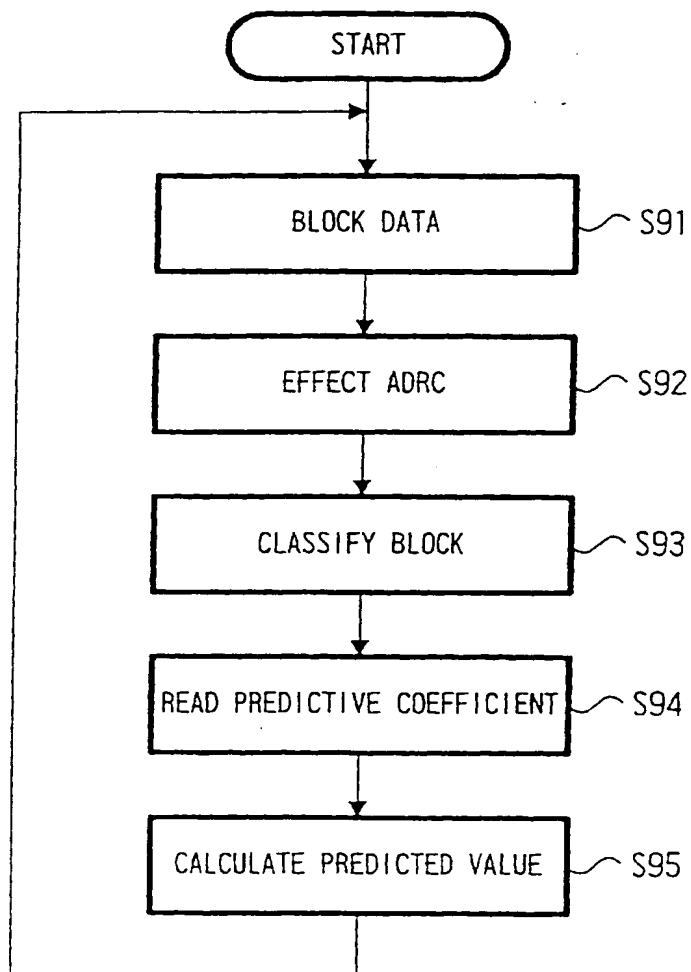 START
BLOCK DATA
S91
EFFECT ADRC
S92
CLASSIFY BLOCK
S93
READ PREDICTIVE COEFFICIENT
S94
CALCULATE PREDICTED VALUE
S95